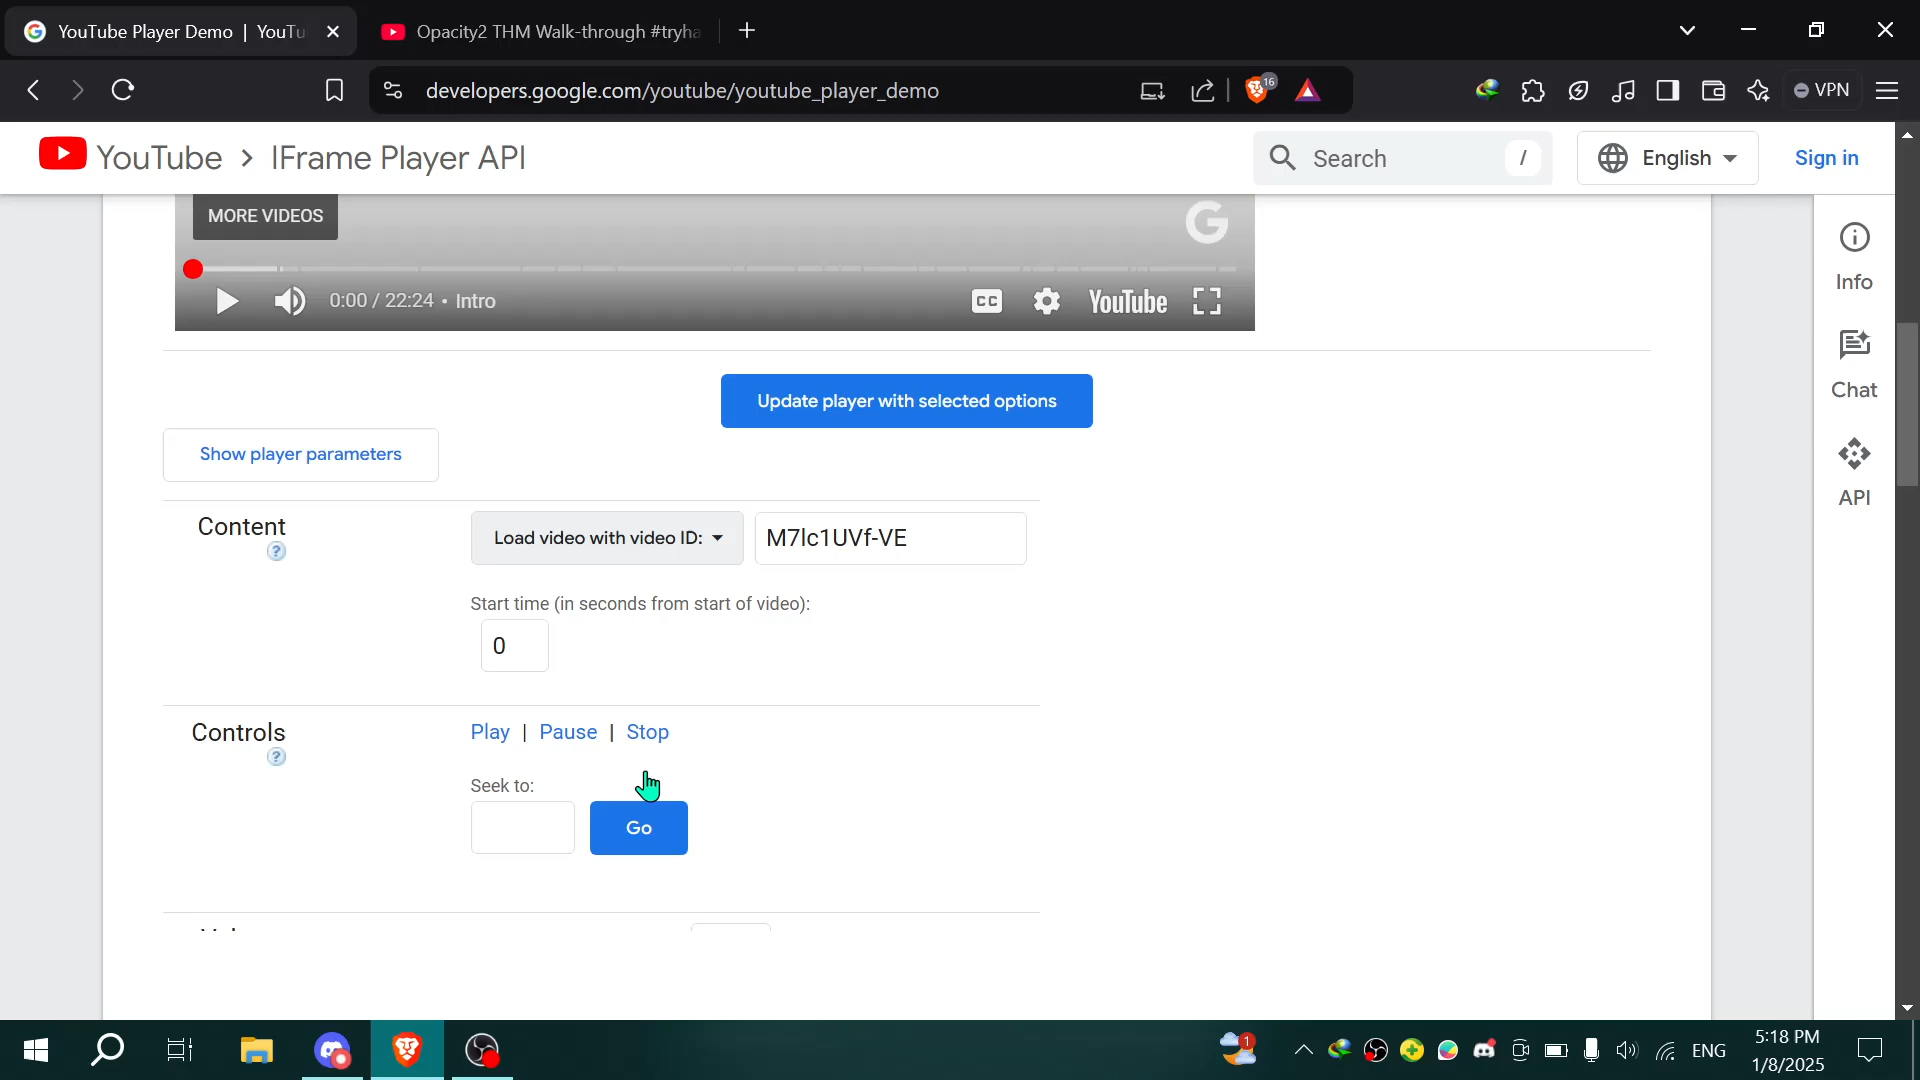 YouTube Player Demo | YouTu
Opacity2 THM Walk-through #tryha
developers.google.com/youtube/youtube_player_demo
16
VPN
YouTube > IFrame Player API
Search
/
English
Sign in
MORE VIDEOS
G
0:00 / 22:24 • Intro
CC
YouTube
Info
Chat
API
Update player with selected options
Show player parameters
Content
?
Load video with video ID:
M7lc1UVf-VE
Start time (in seconds from start of video):
0
Controls
?
Play | Pause | Stop
Seek to:
Go
1
ENG
5:18 PM
1/8/2025